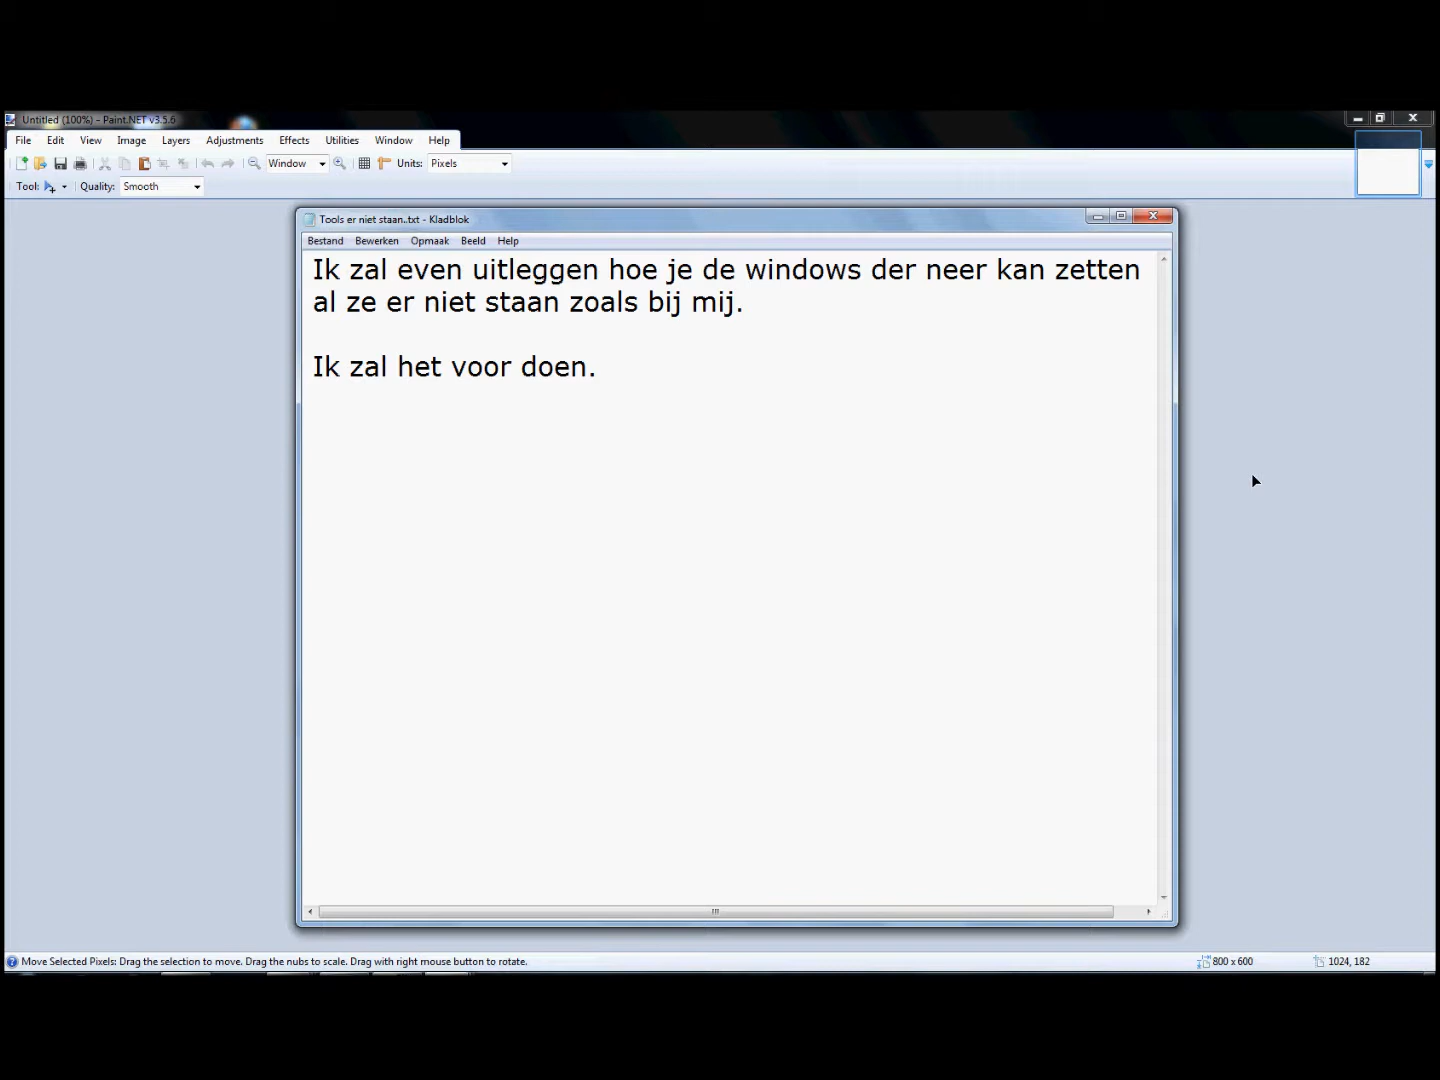 Untitled (100%) - Paint.NET v3.5.6
File Edit View Image Layers Adjustments Effects Utilities Window Help
Window Units: Pixels
Tool: Quality: Smooth
Tools er niet staan..txt - Kladblok
Bestand Bewerken Opmaak Beeld Help
Ik zal even uitleggen hoe je de windows der neer kan zetten
al ze er niet staan zoals bij mij.
Ik zal het voor doen.
Move Selected Pixels: Drag the selection to move. Drag the nubs to scale. Drag with right mouse button to rotate.
800 x 600
1024, 182